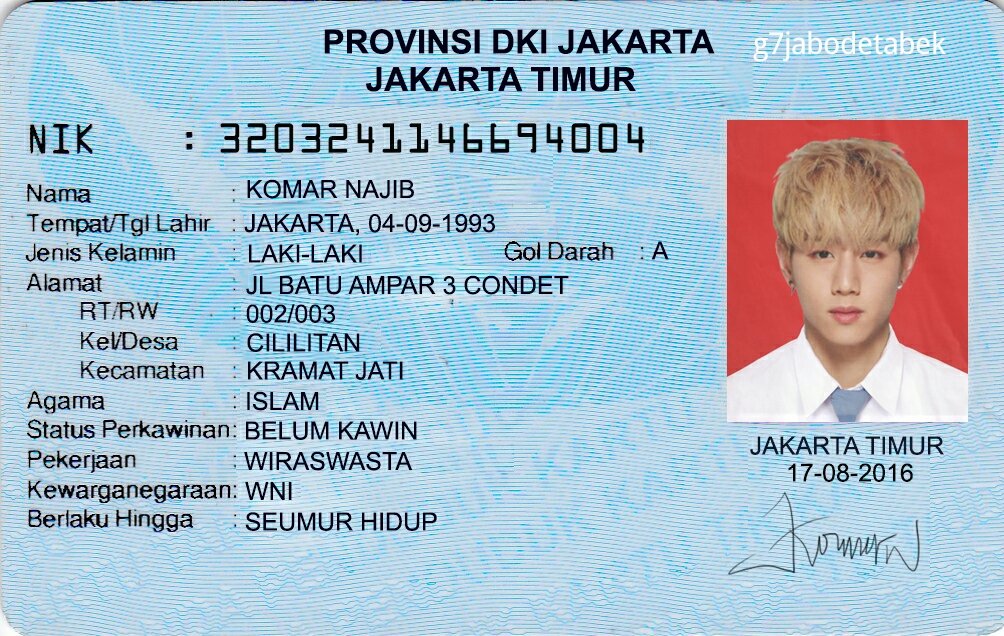 PROVINSI DKI JAKARTA
g7jabodetabek
JAKARTA TIMUR
NIK : 3203241146694004
Nama : KOMAR NAJIB
Tempat/Tgl Lahir : JAKARTA, 04-09-1993
Jenis Kelamin : LAKI-LAKI Gol Darah : A
Alamat : JL BATU AMPAR 3 CONDET
RT/RW : 002/003
Kel/Desa : CILILITAN
Kecamatan : KRAMAT JATI
Agama : ISLAM
Status Perkawinan: BELUM KAWIN
Pekerjaan : WIRASWASTA
Kewarganegaraan: WNI
Berlaku Hingga : SEUMUR HIDUP
JAKARTA TIMUR
17-08-2016